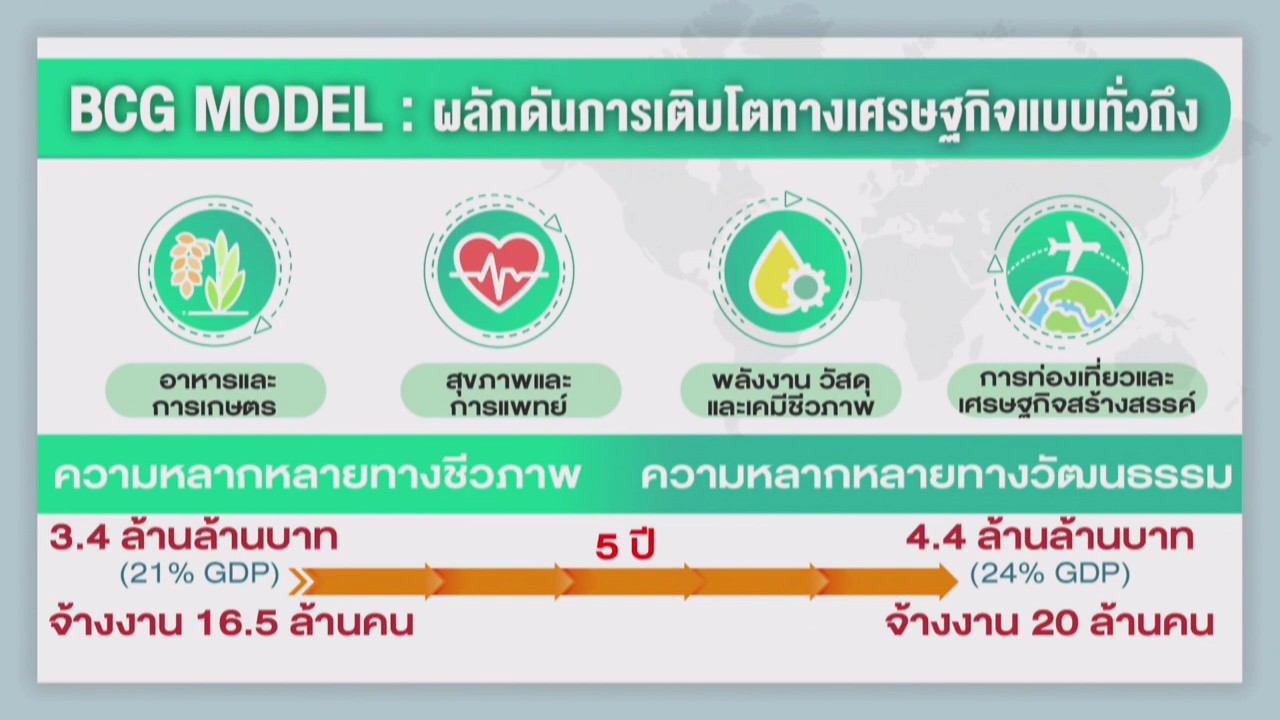 BCG MODEL : ผลักดันการเติบโตทางเศรษฐกิจแบบทั่วถึง
อาหารและ
การเกษตร
สุขภาพและ
การแพทย์
พลังงาน วัสดุ
และเคมีชีวภาพ
การท่องเที่ยวและ
เศรษฐกิจสร้างสรรค์
ความหลากหลายทางชีวภาพ
ความหลากหลายทางวัฒนธรรม
3.4 ล้านล้านบาท
(21% GDP)
จ้างงาน 16.5 ล้านคน
5 ปี
4.4 ล้านล้านบาท
(24% GDP)
จ้างงาน 20 ล้านคน